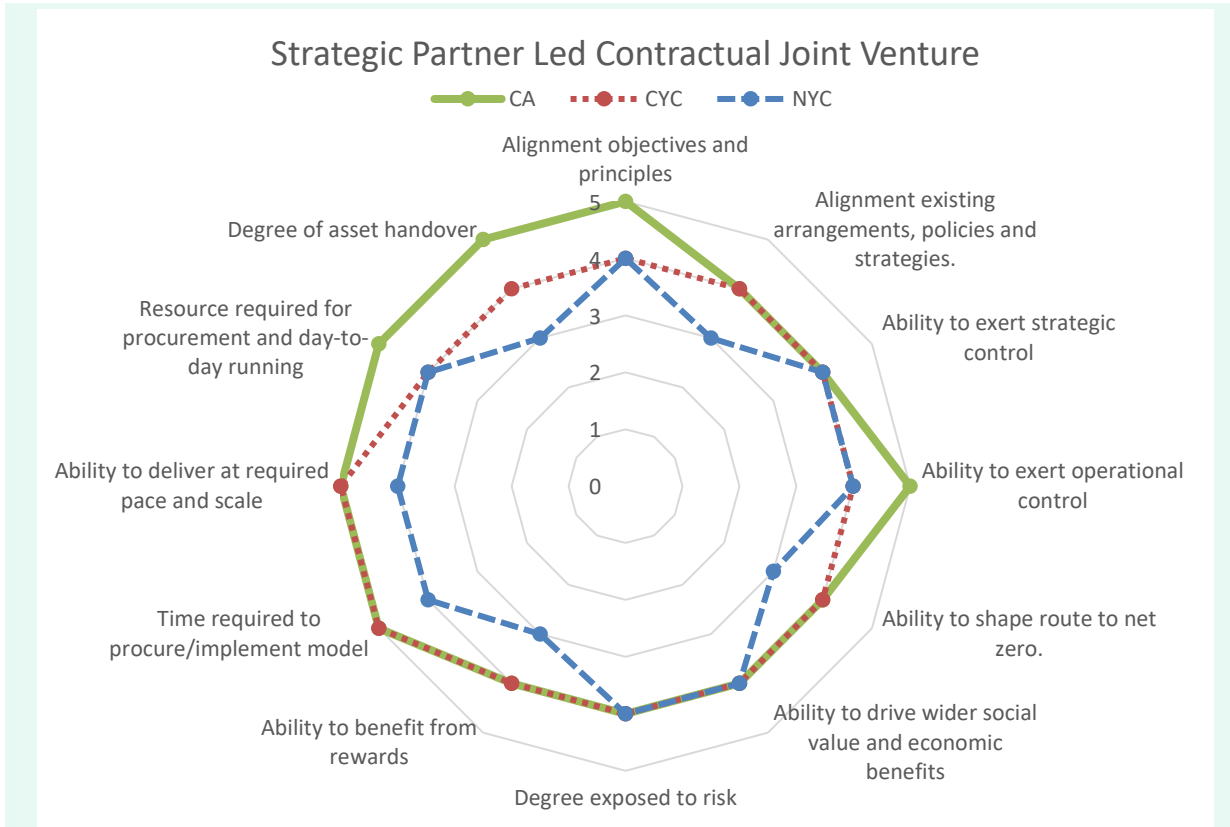 Strategic Partner Led Contractual Joint Venture
CA CYC NYC
Alignment objectives and
principles
Alignment existing
arrangements, policies and
strategies.
Ability to exert strategic
control
Ability to exert operational
control
Ability to shape route to net
zero.
Ability to drive wider social
value and economic
benefits
Degree exposed to risk
Ability to benefit from
rewards
Time required to
procure/implement model
Ability to deliver at required
pace and scale
Resource required for
procurement and day-to-
day running
Degree of asset handover
5
4
3
2
1
0